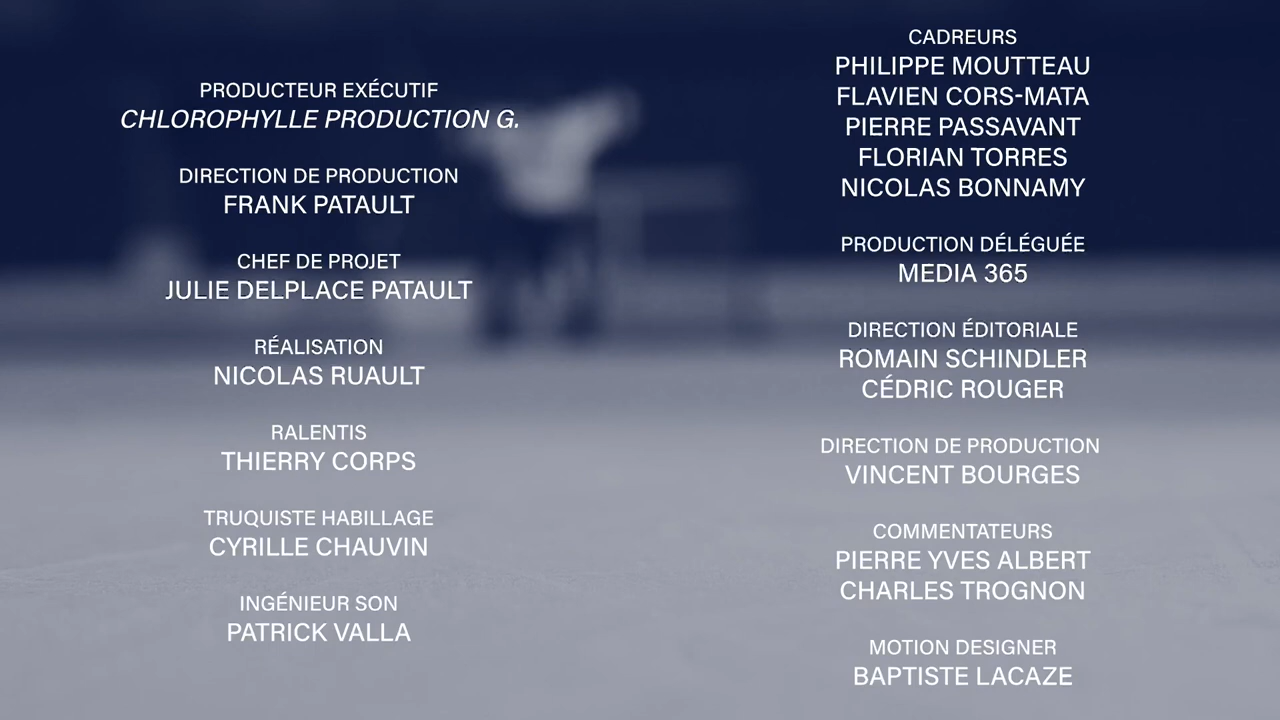 PRODUCTEUR EXÉCUTIF
CHLOROPHYLLE PRODUCTION G.
DIRECTION DE PRODUCTION
FRANK PATAULT
CHEF DE PROJET
JULIE DELPLACE PATAULT
RÉALISATION
NICOLAS RUAULT
RALENTIS
THIERRY CORPS
TRUQUISTE HABILLAGE
CYRILLE CHAUVIN
INGÉNIEUR SON
PATRICK VALLA
CADREURS
PHILIPPE MOUTTEAU
FLAVIEN CORS-MATA
PIERRE PASSAVANT
FLORIAN TORRES
NICOLAS BONNAMY
PRODUCTION DÉLÉGUÉE
MEDIA 365
DIRECTION ÉDITORIALE
ROMAIN SCHINDLER
CÉDRIC ROUGER
DIRECTION DE PRODUCTION
VINCENT BOURGES
COMMENTATEURS
PIERRE YVES ALBERT
CHARLES TROGNON
MOTION DESIGNER
BAPTISTE LACAZE